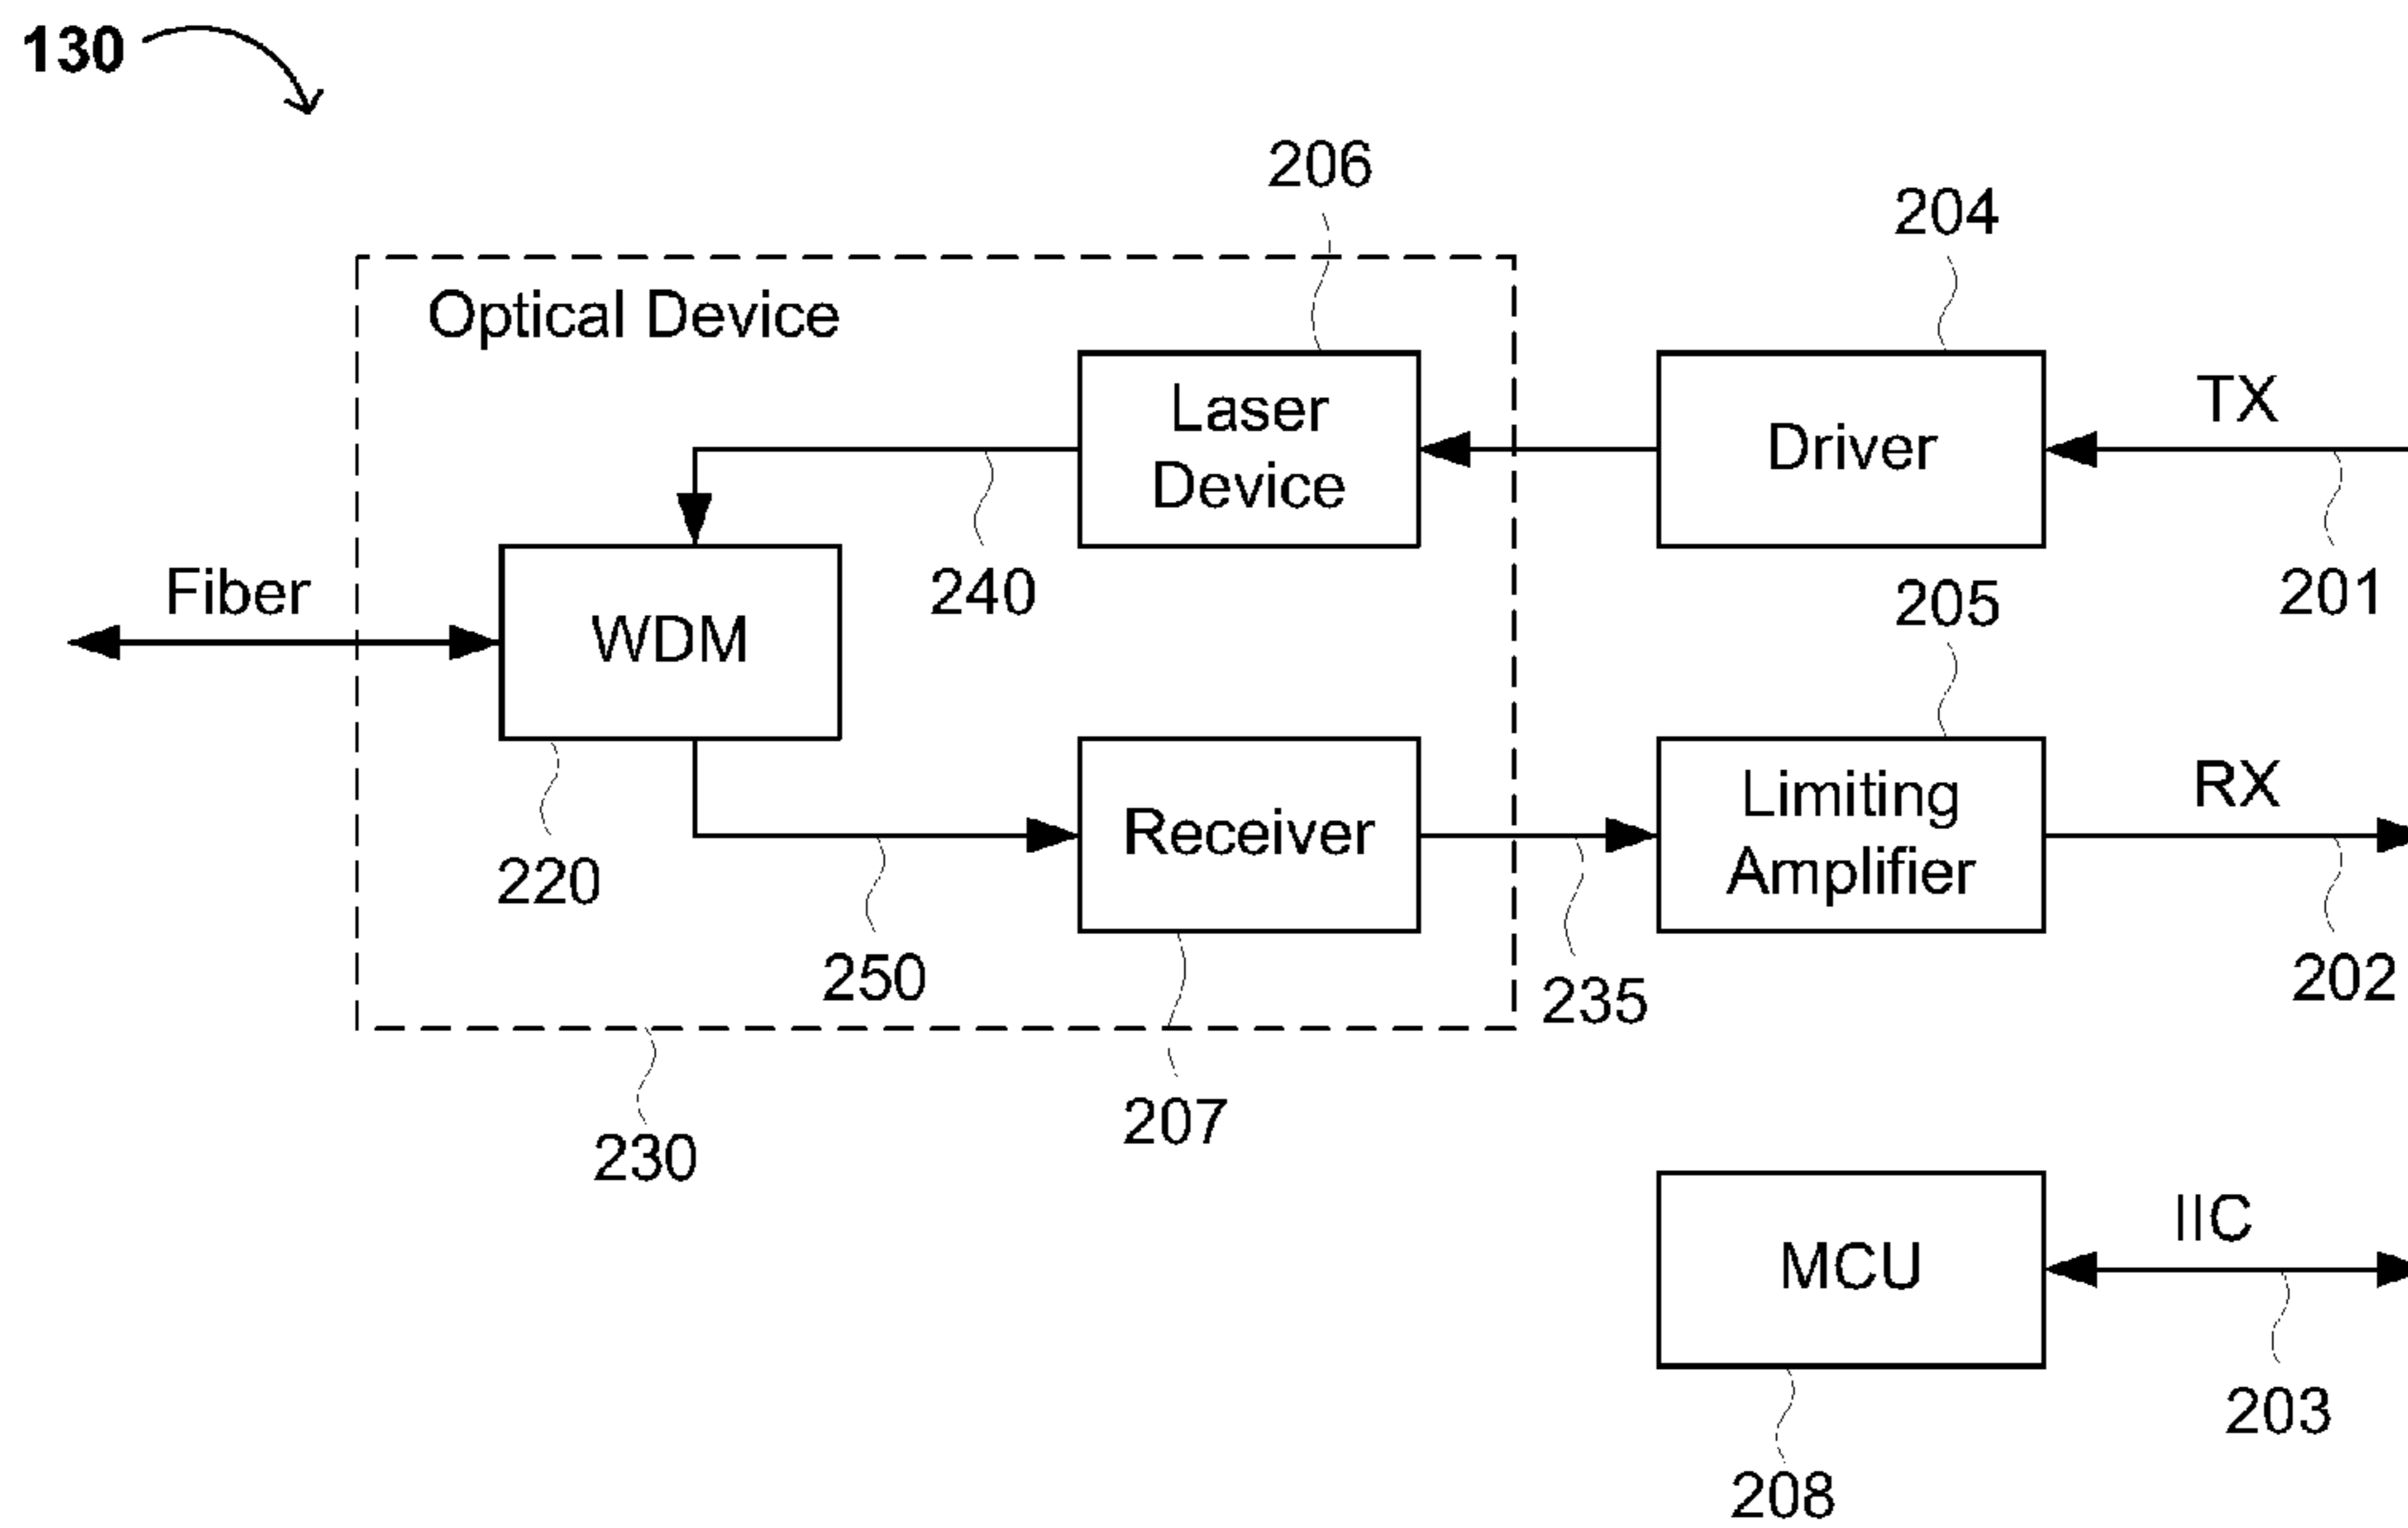 130
206
204
Optical Device
Laser
Device
Driver
TX
240
201
Fiber
WDM
205
220
Receiver
Limiting
Amplifier
RX
250
235
202
230
207
MCU
IIC
203
208